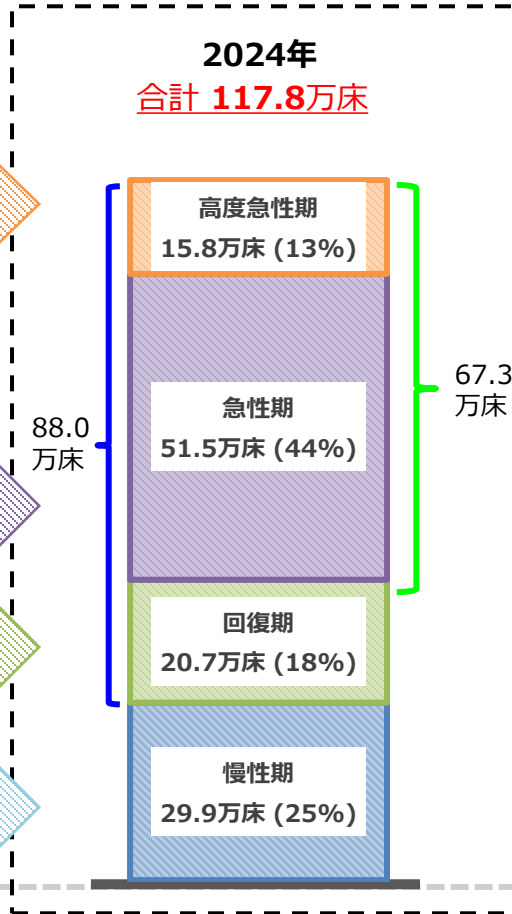 2024年
合計 117.8万床
高度急性期
15.8万床 (13%)
67.3
万床
急性期
51.5万床 (44%)
88.0
万床
回復期
20.7万床 (18%)
慢性期
29.9万床 (25%)